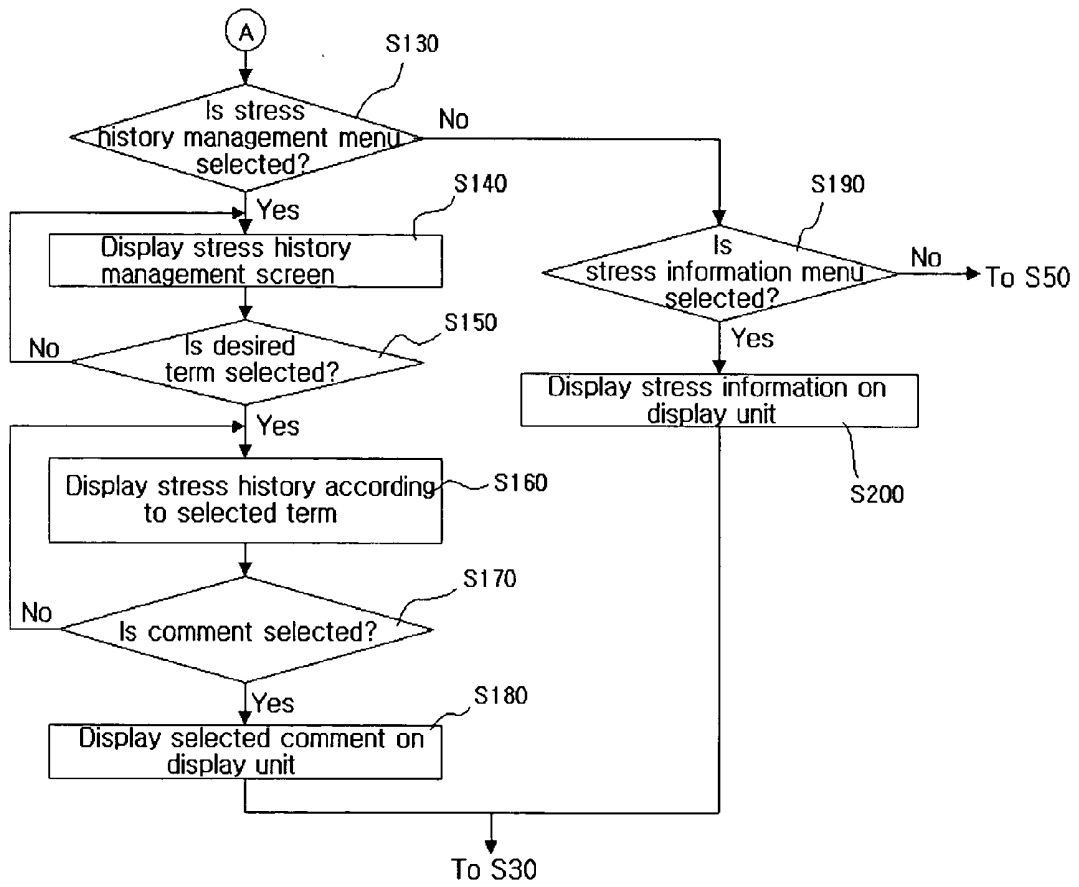 A
S130
Is stress
history management menu
selected?
No
Yes
S140
Display stress history
management screen
S150
Is desired
term selected?
No
Yes
Display stress history according
to selected term
S160
S170
Is comment selected?
No
Yes
S180
Display selected comment on
display unit
S190
Is
stress information menu
selected?
No
To S50
Yes
Display stress information on
display unit
S200
To S30